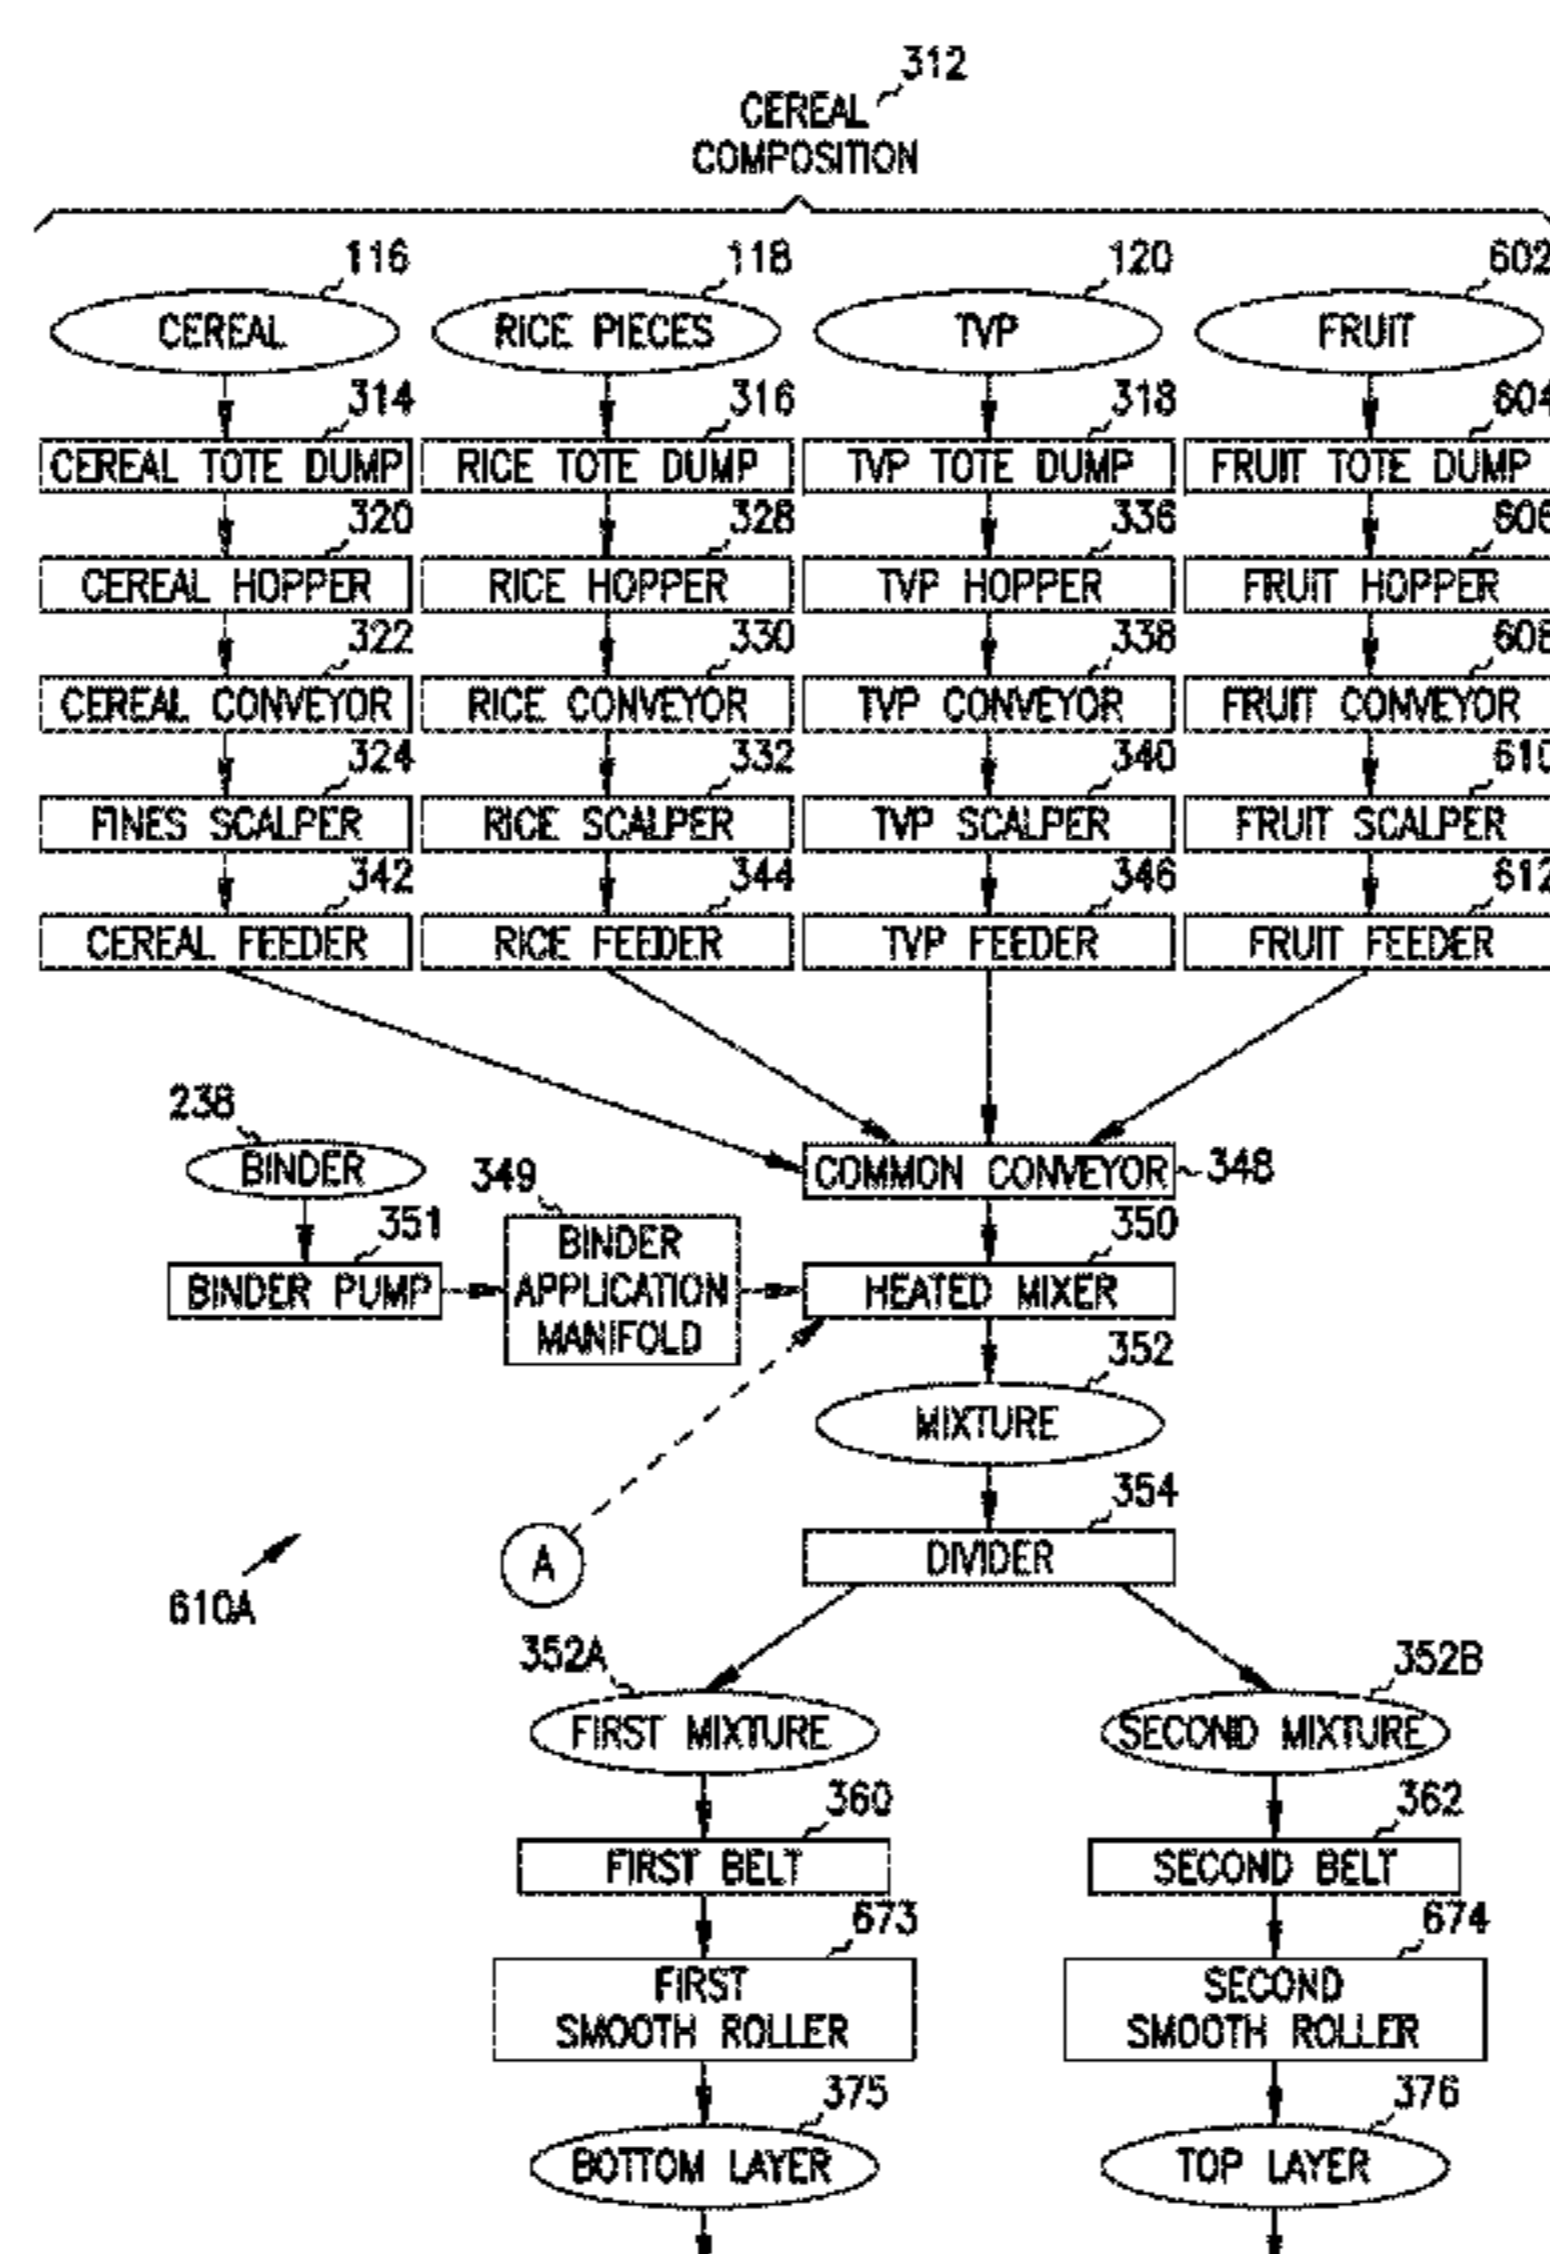 312
CEREAL
COMPOSITION
116 118 120 602
CEREAL RICE PIECES TVP FRUIT
314 316 318 604
CEREAL TOTE DUMP RICE TOTE DUMP TVP TOTE DUMP FRUIT TOTE DUMP
320 328 336 606
CEREAL HOPPER RICE HOPPER TVP HOPPER FRUIT HOPPER
322 330 338 608
CEREAL CONVEYOR RICE CONVEYOR TVP CONVEYOR FRUIT CONVEYOR
324 332 340 610
FINES SCALPER RICE SCALPER TVP SCALPER FRUIT SCALPER
342 344 346 612
CEREAL FEEDER RICE FEEDER TVP FEEDER FRUIT FEEDER
238
BINDER
349
COMMON CONVEYOR 348
351
BINDER PUMP
BINDER
APPLICATION
MANIFOLD
350
HEATED MIXER
352
MIXTURE
354
DIVIDER
A
610A
352A 352B
FIRST MIXTURE SECOND MIXTURE
360 362
FIRST BELT SECOND BELT
673 674
FIRST
SMOOTH ROLLER
SECOND
SMOOTH ROLLER
375 376
BOTTOM LAYER TOP LAYER